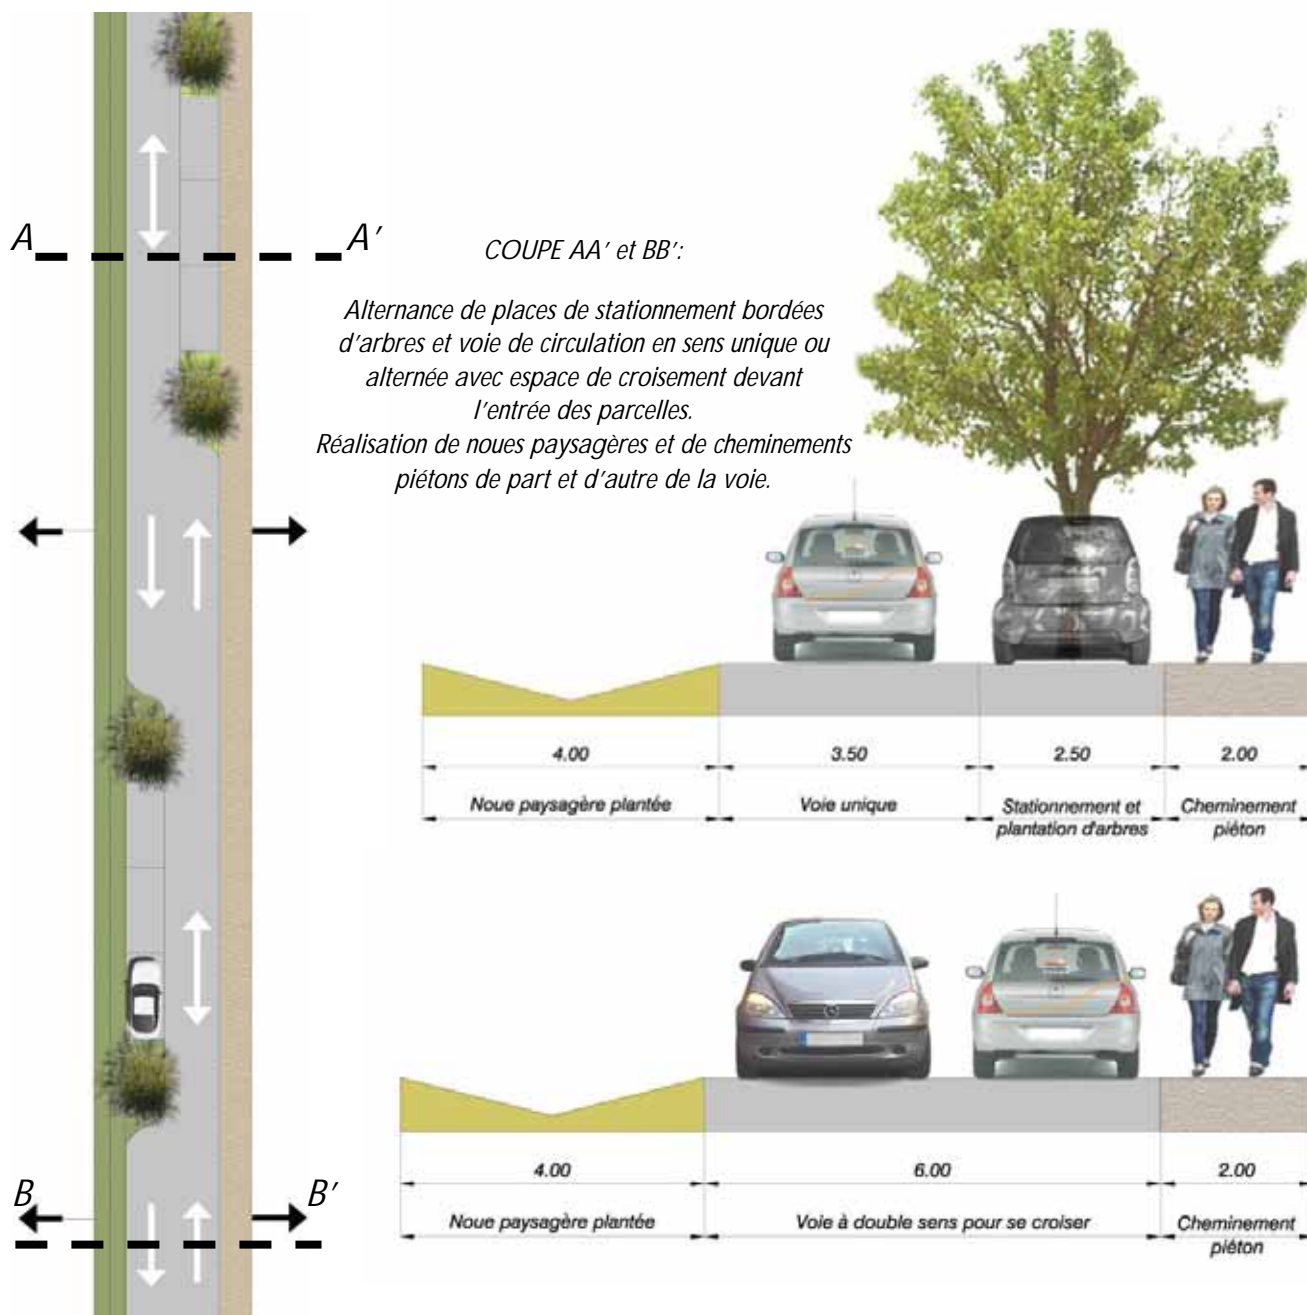 A
A'
COUPE AA' et BB':
Alternance de places de stationnement bordées
d'arbres et voie de circulation en sens unique ou
alternée avec espace de croisement devant
l'entrée des parcelles.
Réalisation de noues paysagères et de cheminements
piétons de part et d'autre de la voie.
4.00
3.50
2.50
2.00
Noue paysagère plantée
Voie unique
Stationnement et
plantation d'arbres
Cheminement
piéton
B
B'
4.00
6.00
2.00
Noue paysagère plantée
Voie à double sens pour se croiser
Cheminement
piéton